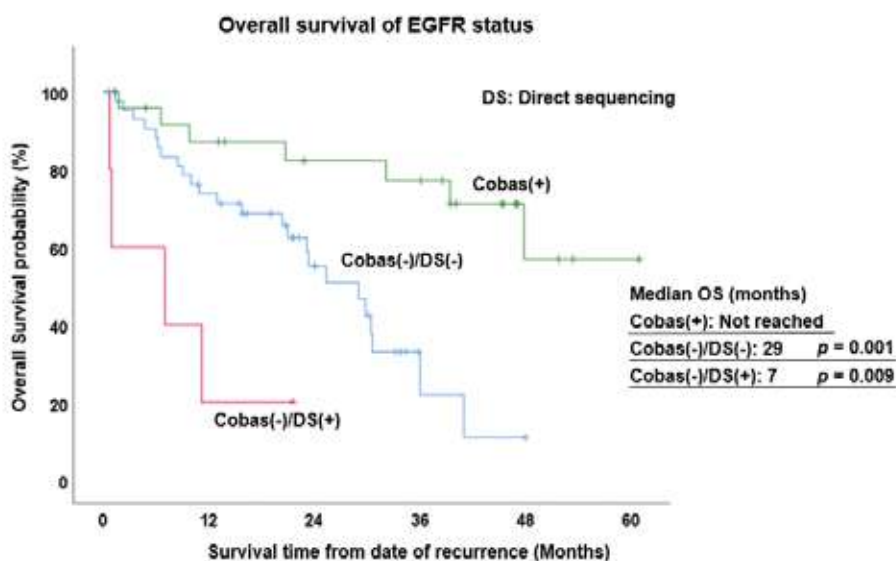 Overall survival of EGFR status
DS: Direct sequencing
Overall Survival probability (%)
100
80
60
40
20
0
Cobas(+)
Cobas(-)/DS(-)
Cobas(-)/DS(+)
Median OS (months)
Cobas(+): Not reached
Cobas(-)/DS(-): 29 p = 0.001
Cobas(-)/DS(+): 7 p = 0.009
0 12 24 36 48 60
Survival time from date of recurrence (Months)